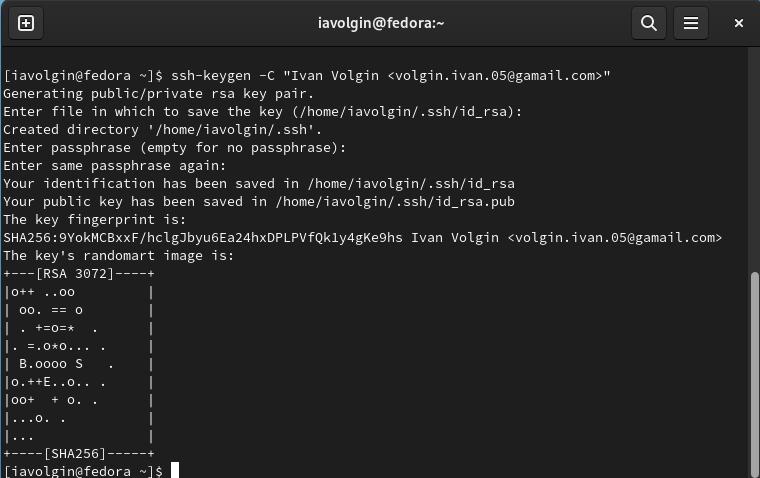 iavolgin@fedora:~
[iavolgin@fedora ~]$ ssh-keygen -C "Ivan Volgin <volgin.ivan.05@gamail.com>"
Generating public/private rsa key pair.
Enter file in which to save the key (/home/iavolgin/.ssh/id_rsa):
Created directory '/home/iavolgin/.ssh'.
Enter passphrase (empty for no passphrase):
Enter same passphrase again:
Your identification has been saved in /home/iavolgin/.ssh/id_rsa
Your public key has been saved in /home/iavolgin/.ssh/id_rsa.pub
The key fingerprint is:
SHA256:9YokMCBxxF/hclgJbyu6Ea24hxDPLPVfQk1y4gKe9hs Ivan Volgin <volgin.ivan.05@gamail.com>
The key's randomart image is:
+---[RSA 3072]----+
|o++ ..oo         |
| oo. == o        |
| . +=o=*  .      |
|. =.o*o... .     |
| B.oooo S   .    |
|o.++E..o.. .     |
|oo+  + o. .      |
|...o. .          |
|...              |
+----[SHA256]-----+
[iavolgin@fedora ~]$